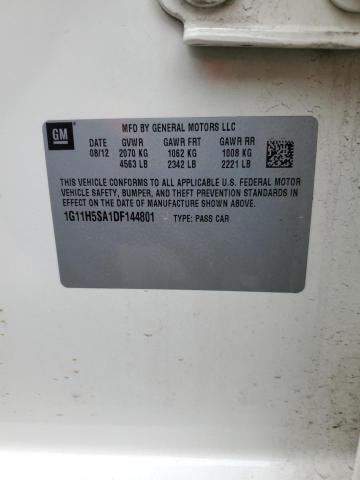 GM
MFD BY GENERAL MOTORS LLC
DATE GVWR GAWR FRT GAWR RR
08/12 2070 KG 1062 KG 1008 KG
4563 LB 2342 LB 2221 LB
THIS VEHICLE CONFORMS TO ALL APPLICABLE U.S. FEDERAL MOTOR
VEHICLE SAFETY, BUMPER, AND THEFT PREVENTION STANDARDS IN
EFFECT ON THE DATE OF MANUFACTURE SHOWN ABOVE.
1G11H5SA1DF144801 TYPE: PASS CAR